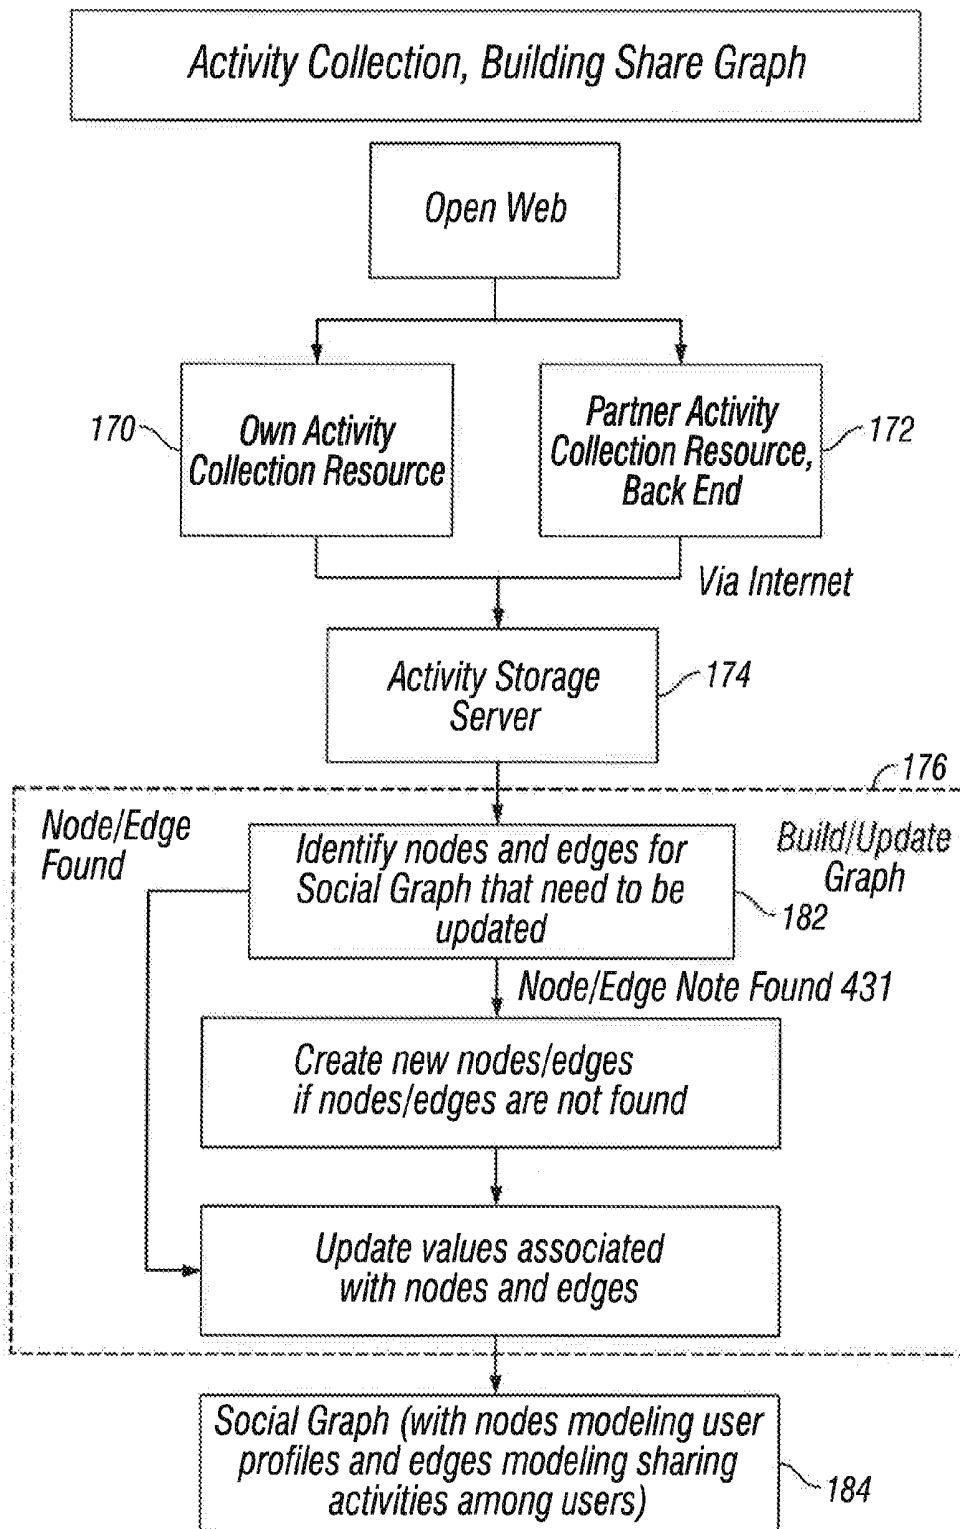 Activity Collection, Building Share Graph
Open Web
170
Own Activity
Collection Resource
Partner Activity
Collection Resource,
Back End
172
Via Internet
Activity Storage
Server
174
176
Node/Edge
Found
Identify nodes and edges for
Social Graph that need to be
updated
Build/Update
Graph
182
Node/Edge Note Found 431
Create new nodes/edges
if nodes/edges are not found
Update values associated
with nodes and edges
Social Graph (with nodes modeling user
profiles and edges modeling sharing
activities among users)
184